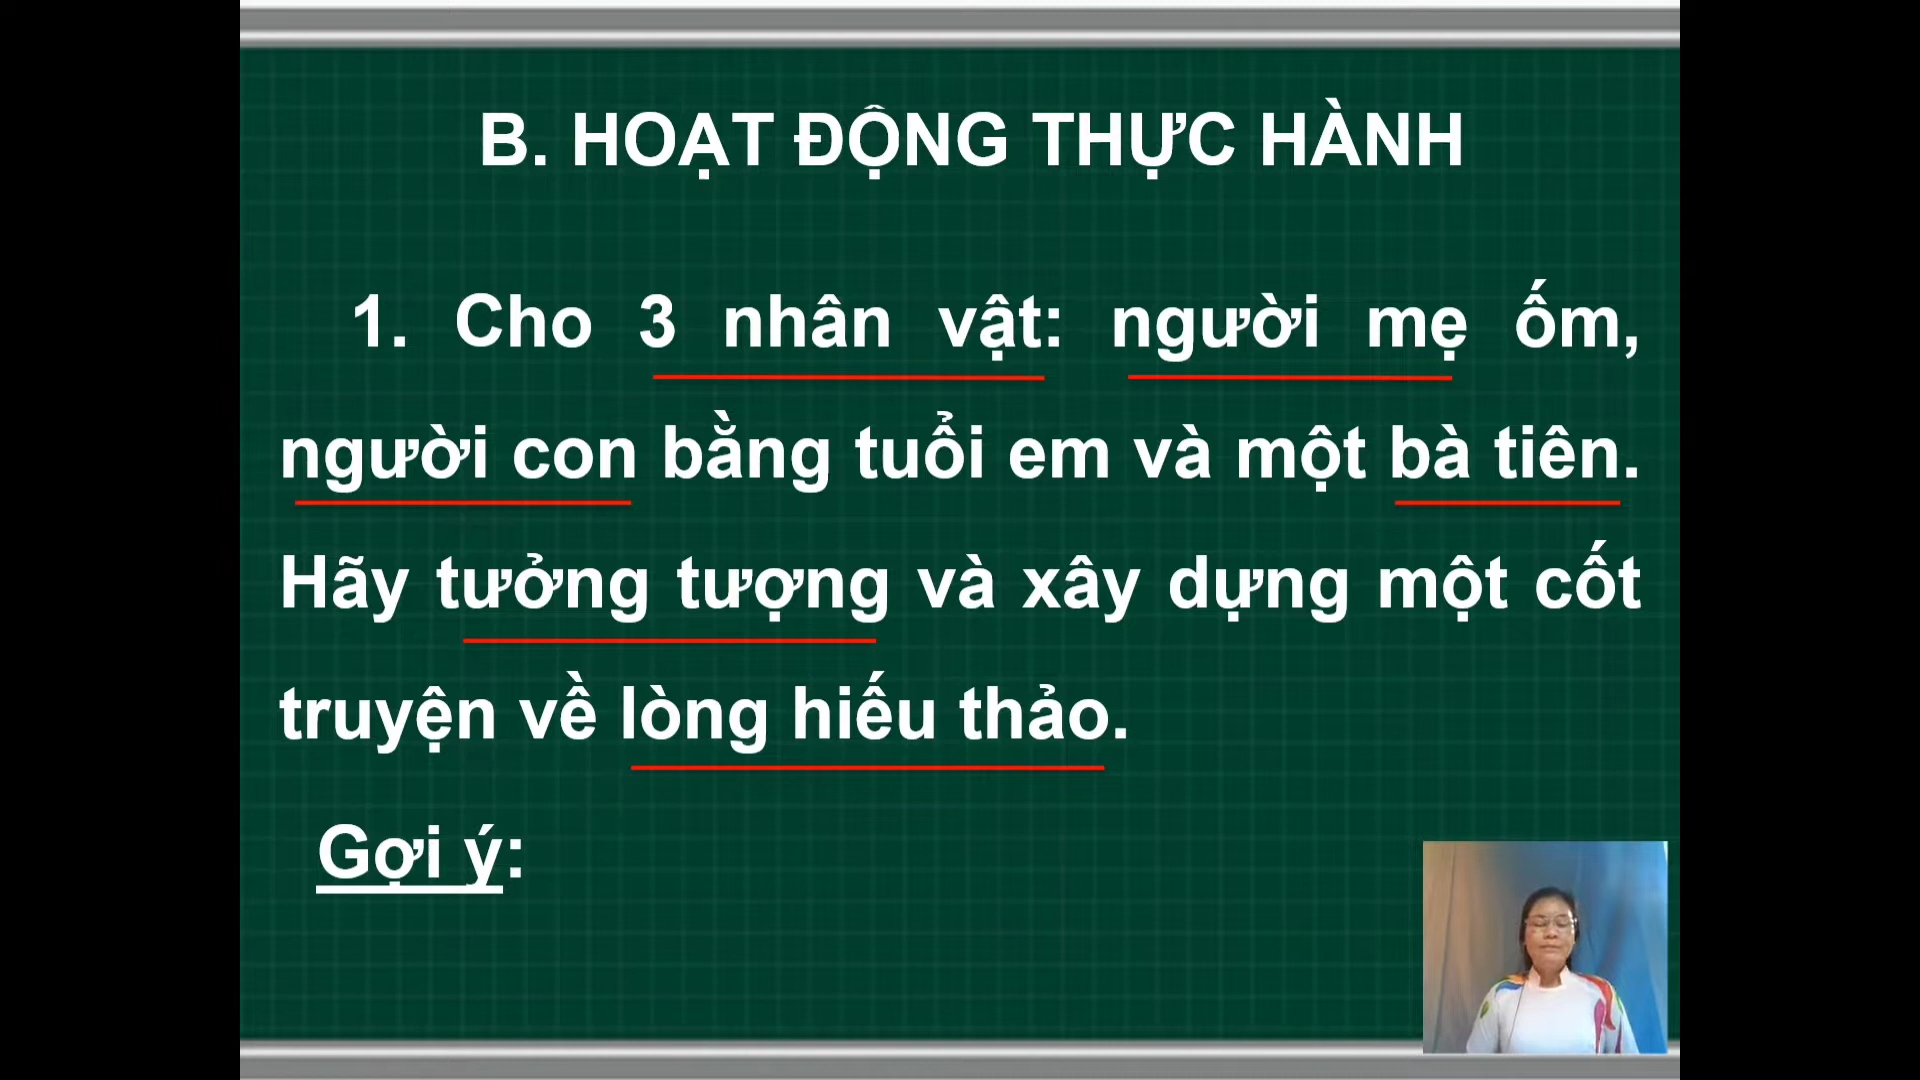 B. HOẠT ĐỘNG THỰC HÀNH
1. Cho 3 nhân vật: người mẹ ốm,
người con bằng tuổi em và một bà tiên.
Hãy tưởng tượng và xây dựng một cốt
truyện về lòng hiếu thảo.
Gợi ý: